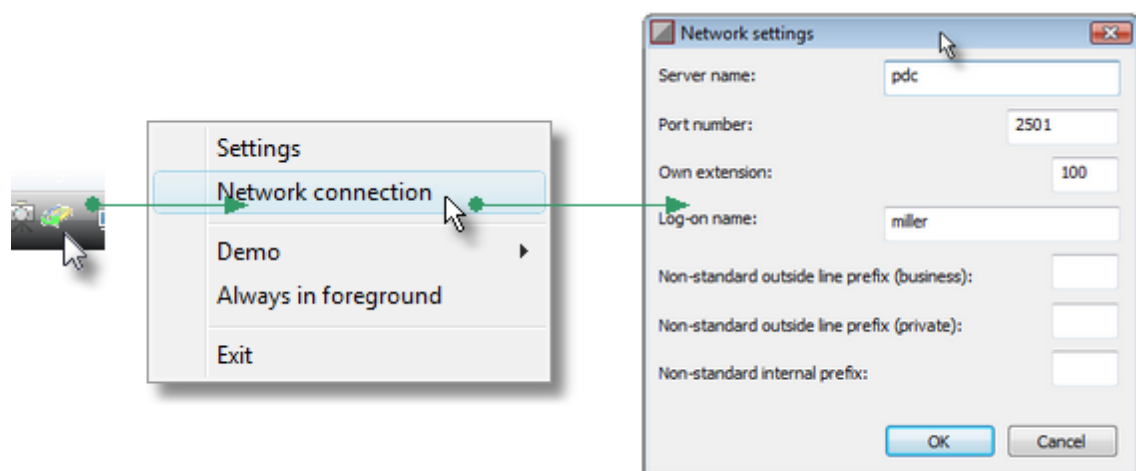 Settings
Network connection
Demo
Always in foreground
Exit
Network settings
Server name: pdc
Port number: 2501
Own extension: 100
Log-on name: miller
Non-standard outside line prefix (business):
Non-standard outside line prefix (private):
Non-standard internal prefix:
OK Cancel